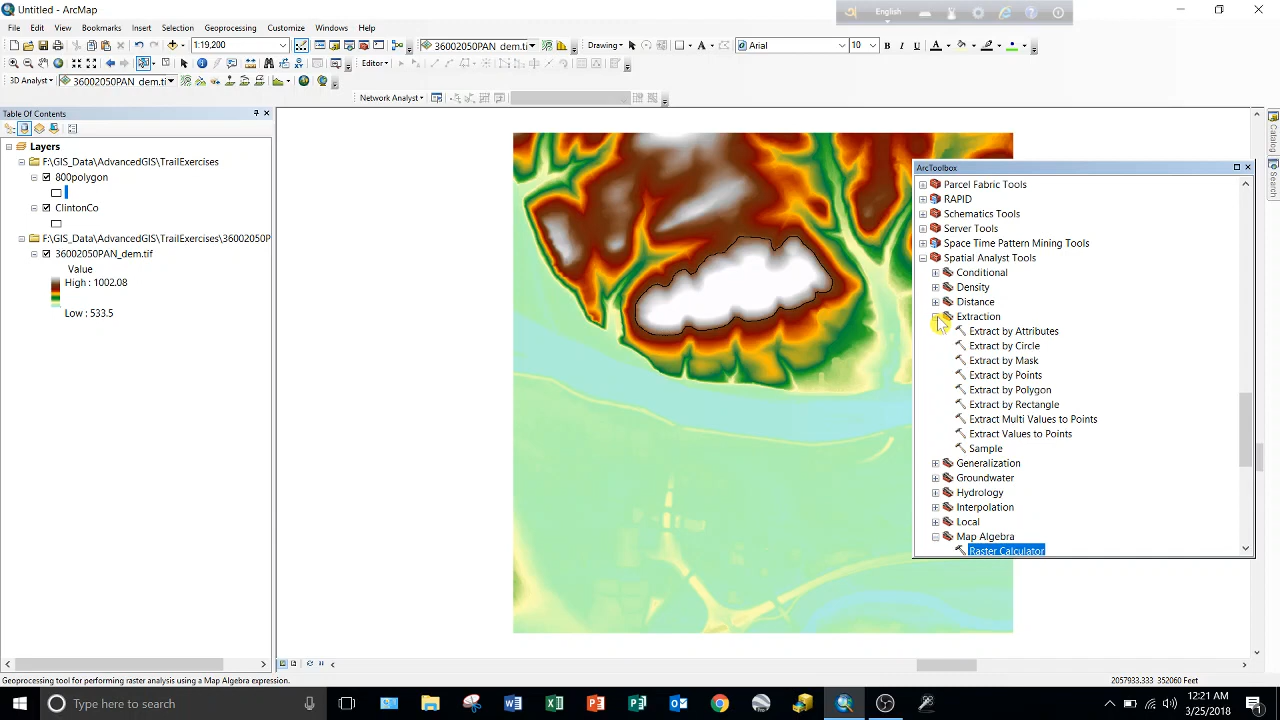 Untitled - ArcMap
English
File Edit View Bookmarks Insert Selection Geoprocessing Customize Windows Help
1:19,200
36002050PAN_dem.tif
Drawing
Arial
10
B I U A
3D Analyst
36002050PAN_dem.tif
Editor
Network Analyst
Table Of Contents
Layers
F:\GIS_Data\AdvancedGIS\TrailExercises
800polygon
ClintonCo
F:\GIS_Data\AdvancedGIS\TrailExercises\36002050P
36002050PAN_dem.tif
Value
High : 1002.08
Low : 533.5
ArcToolbox
Parcel Fabric Tools
RAPID
Schematics Tools
Server Tools
Space Time Pattern Mining Tools
Spatial Analyst Tools
Conditional
Density
Distance
Extraction
Extract by Attributes
Extract by Circle
Extract by Mask
Extract by Points
Extract by Polygon
Extract by Rectangle
Extract Multi Values to Points
Extract Values to Points
Sample
Generalization
Groundwater
Hydrology
Interpolation
Local
Map Algebra
Raster Calculator
Catalog
Search
Geoprocessing tool for performing raster analysis using a Map Algebra expression.
2057933.333 352060 Feet
Type here to search
12:21 AM
3/25/2018